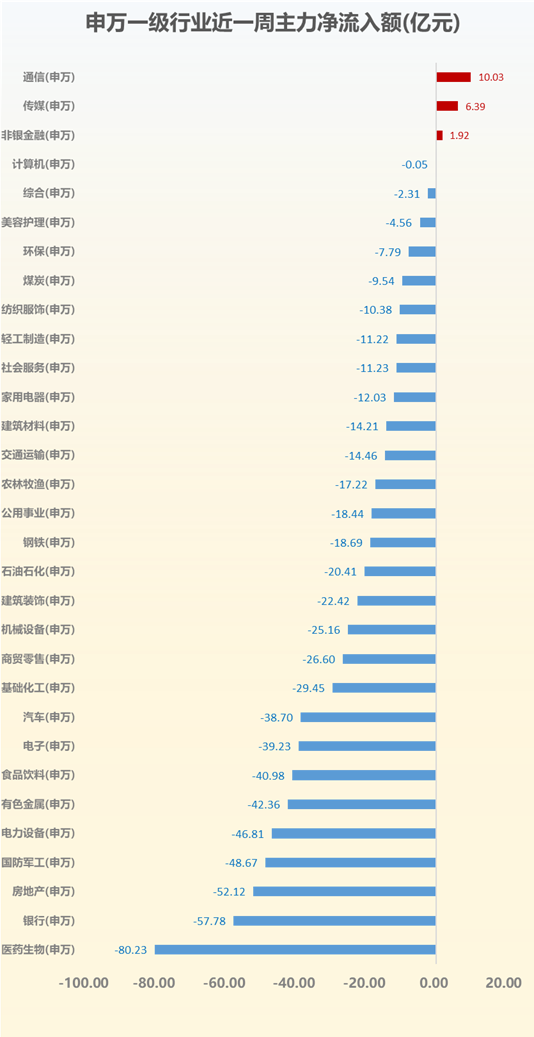 申万一级行业近一周主力净流入额(亿元)
通信(申万) 10.03
传媒(申万) 6.39
非银金融(申万) 1.92
计算机(申万) -0.05
综合(申万) -2.31
美容护理(申万) -4.56
环保(申万) -7.79
煤炭(申万) -9.54
纺织服饰(申万) -10.38
轻工制造(申万) -11.22
社会服务(申万) -11.23
家用电器(申万) -12.03
建筑材料(申万) -14.21
交通运输(申万) -14.46
农林牧渔(申万) -17.22
公用事业(申万) -18.44
钢铁(申万) -18.69
石油石化(申万) -20.41
建筑装饰(申万) -22.42
机械设备(申万) -25.16
商贸零售(申万) -26.60
基础化工(申万) -29.45
汽车(申万) -38.70
电子(申万) -39.23
食品饮料(申万) -40.98
有色金属(申万) -42.36
电力设备(申万) -46.81
国防军工(申万) -48.67
房地产(申万) -52.12
银行(申万) -57.78
医药生物(申万) -80.23
-100.00 -80.00 -60.00 -40.00 -20.00 0.00 20.00